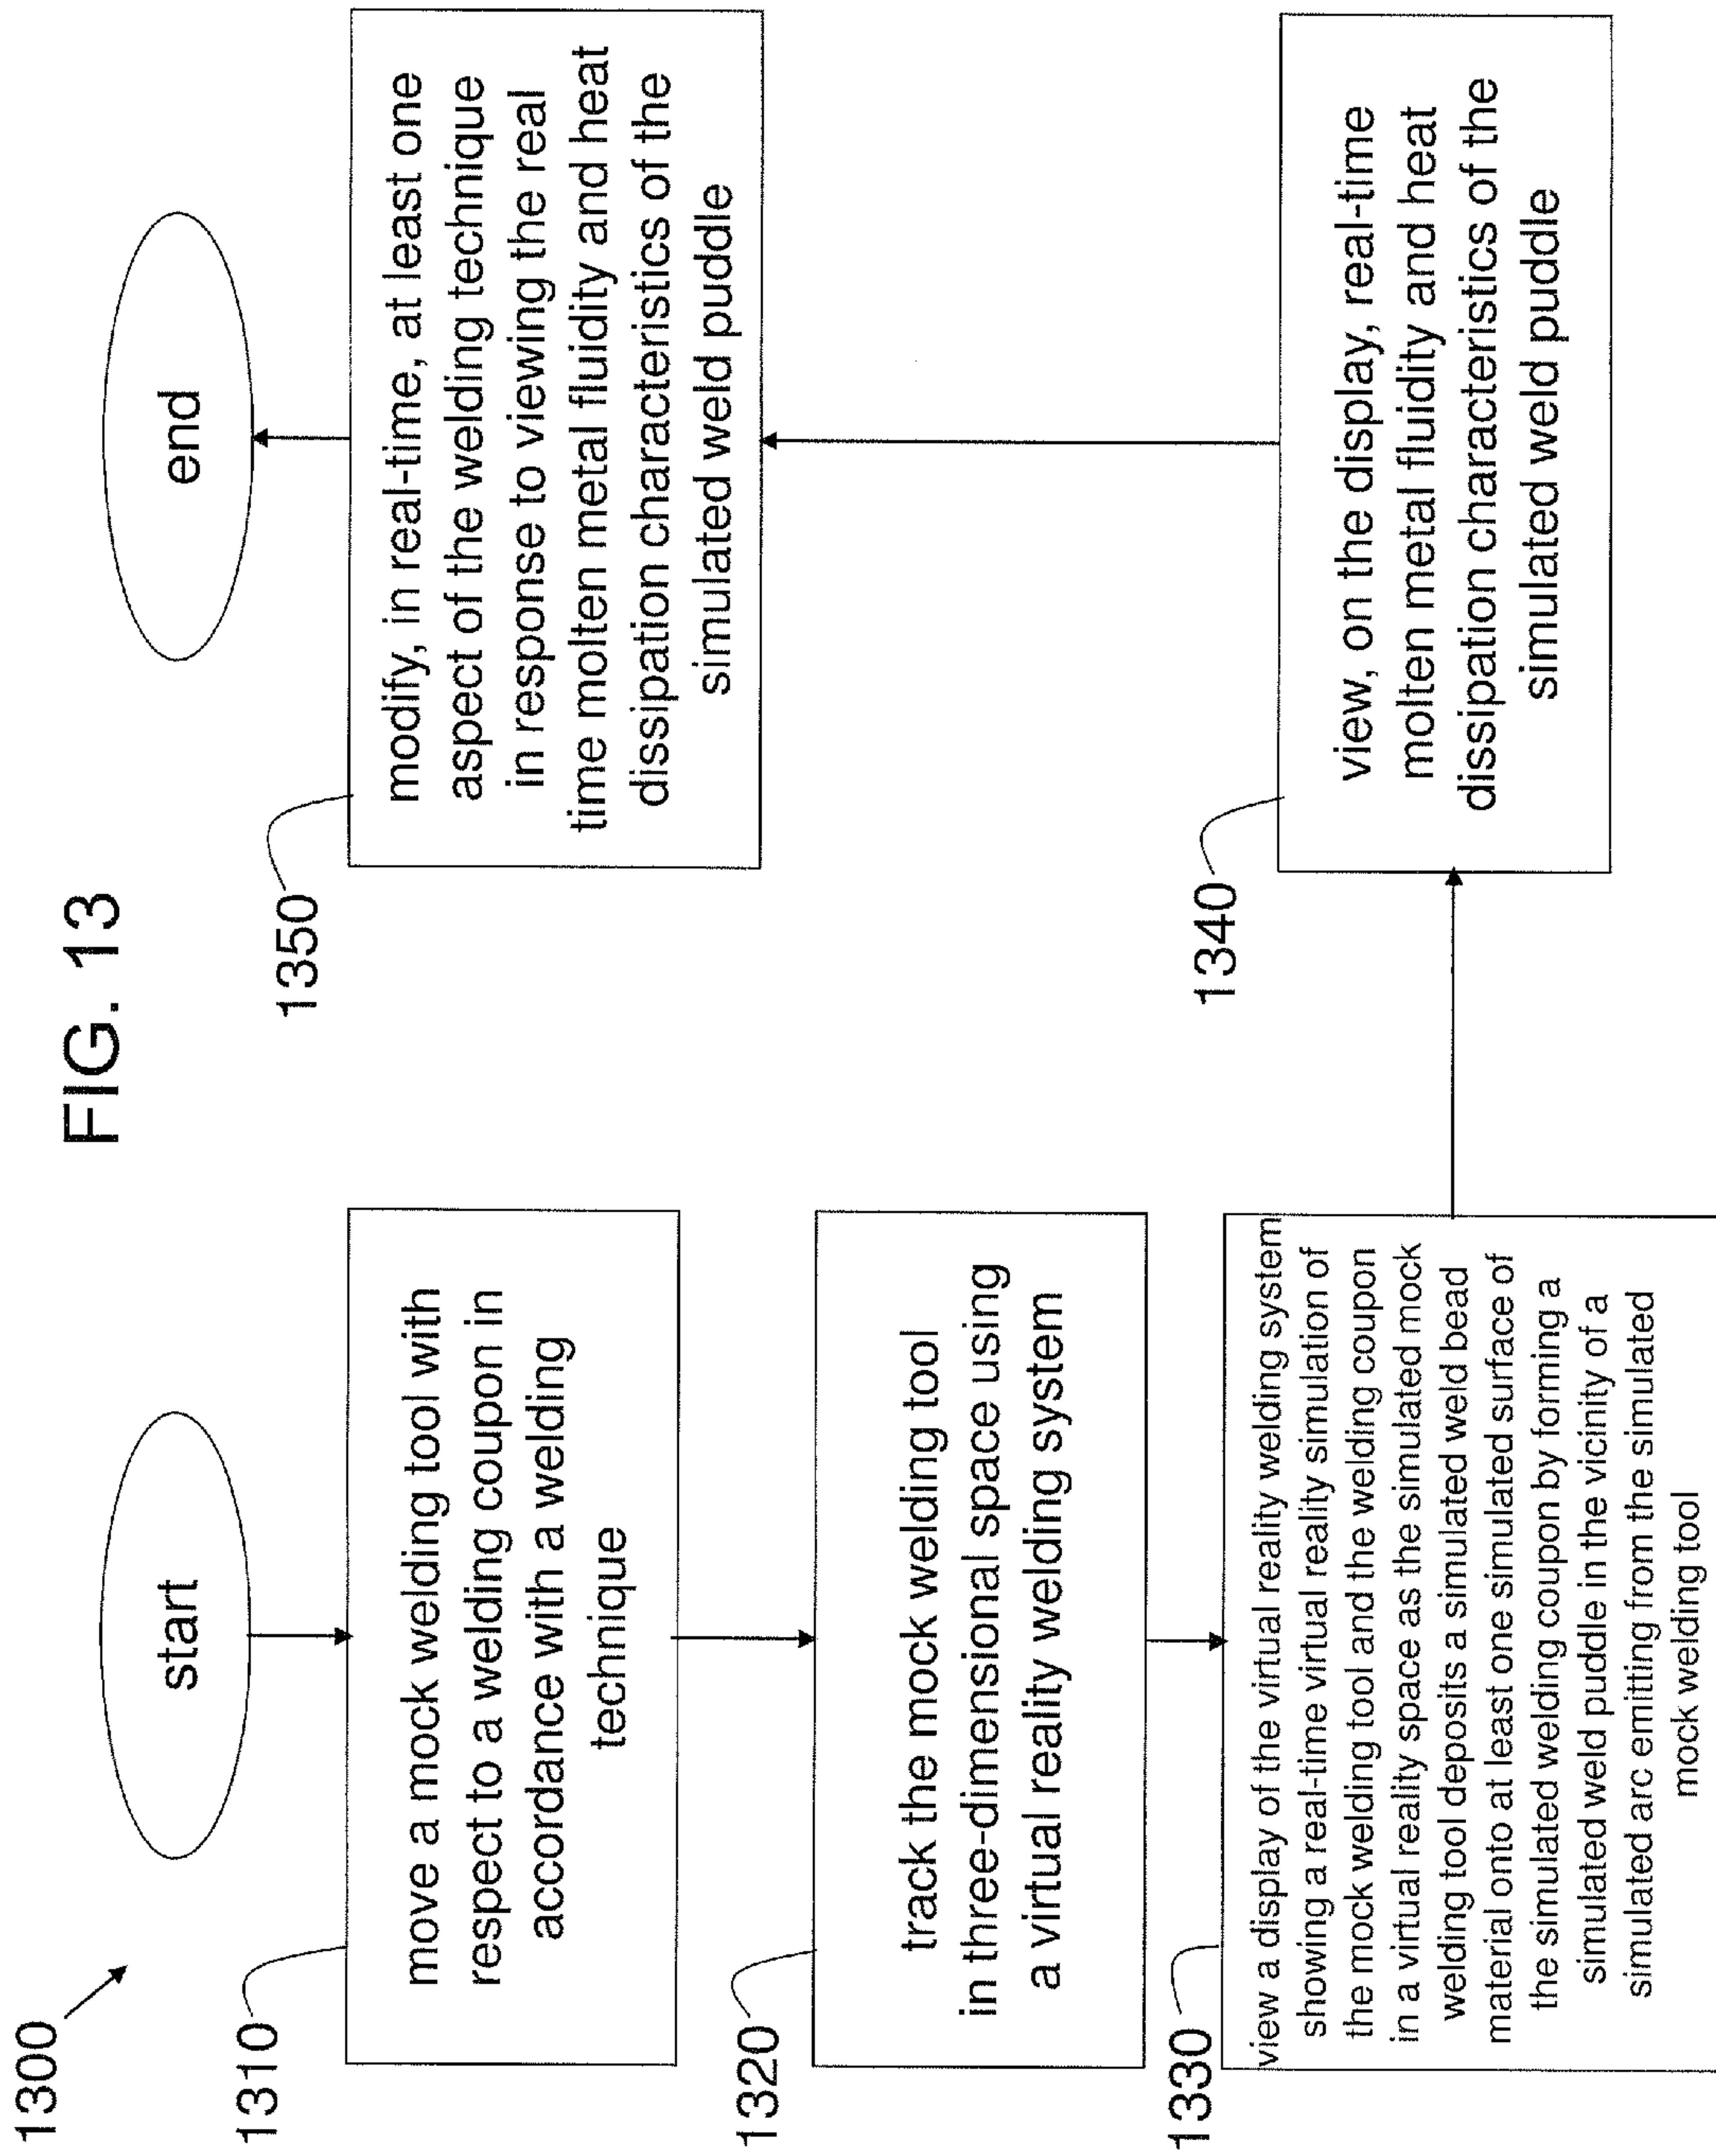 FIG. 13
1300
start
1310
move a mock welding tool with
respect to a welding coupon in
accordance with a welding
technique
1320
track the mock welding tool
in three-dimensional space using
a virtual reality welding system
1330
view a display of the virtual reality welding system
showing a real-time virtual reality simulation of
the mock welding tool and the welding coupon
in a virtual reality space as the simulated mock
welding tool deposits a simulated weld bead
material onto at least one simulated surface of
the simulated welding coupon by forming a
simulated weld puddle in the vicinity of a
simulated arc emitting from the simulated
mock welding tool
1340
view, on the display, real-time
molten metal fluidity and heat
dissipation characteristics of the
simulated weld puddle
1350
modify, in real-time, at least one
aspect of the welding technique
in response to viewing the real
time molten metal fluidity and heat
dissipation characteristics of the
simulated weld puddle
end